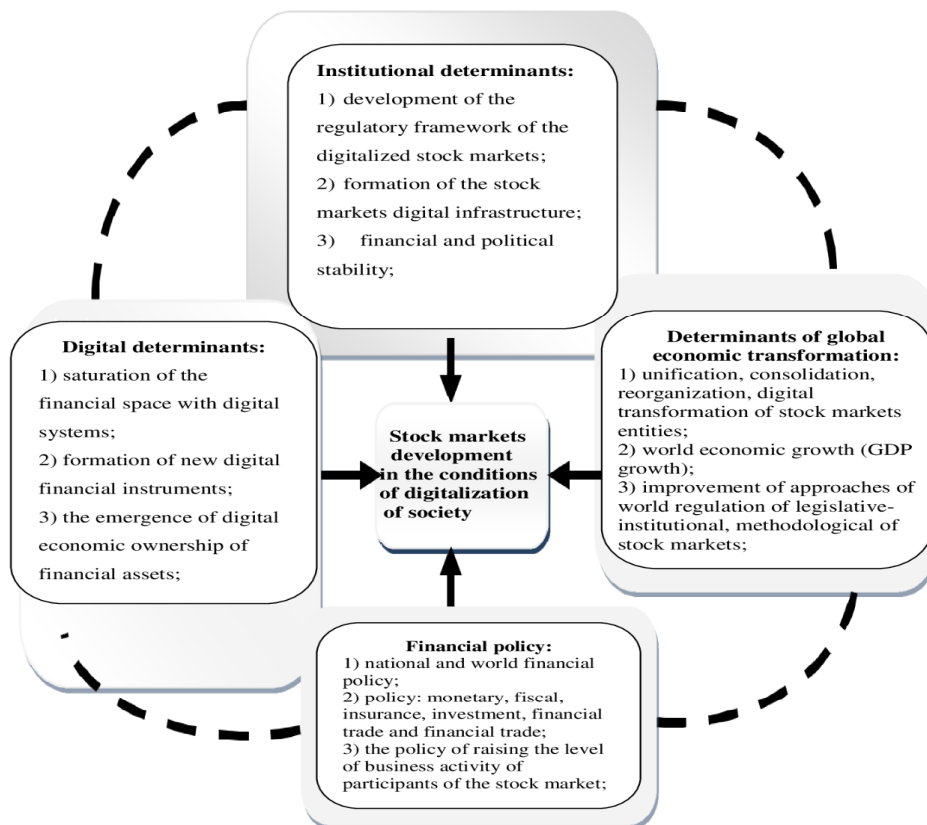 Institutional determinants:
1) development of the
regulatory framework of the
digitalized stock markets;
2) formation of the stock
markets digital infrastructure;
3) financial and political
stability;
Digital determinants:
1) saturation of the
financial space with digital
systems;
2) formation of new digital
financial instruments;
3) the emergence of digital
economic ownership of
financial assets;
Stock markets
development
in the conditions
of digitalization
of society
Determinants of global
economic transformation:
1) unification, consolidation,
reorganization, digital
transformation of stock markets
entities;
2) world economic growth (GDP
growth);
3) improvement of approaches of
world regulation of legislative-
institutional, methodological of
stock markets;
Financial policy:
1) national and world financial
policy;
2) policy: monetary, fiscal,
insurance, investment, financial
trade and financial trade;
3) the policy of raising the level
of business activity of
participants of the stock market;